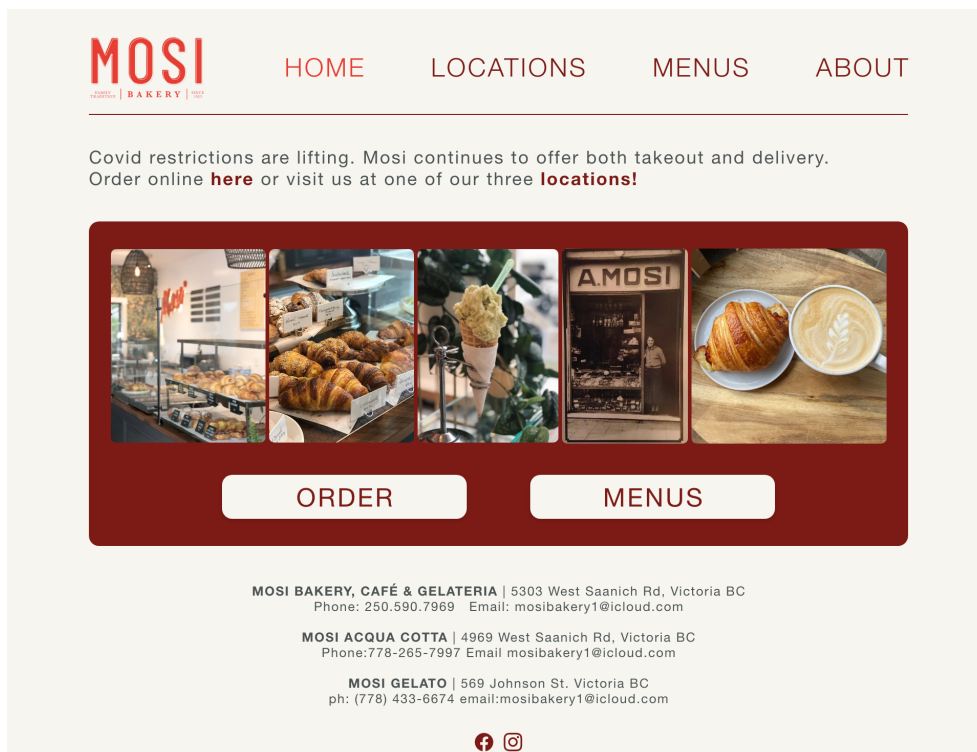 MOSI
FAMILY TRADITION | BAKERY | SINCE
HOME LOCATIONS MENUS ABOUT
Covid restrictions are lifting. Mosi continues to offer both takeout and delivery.
Order online here or visit us at one of our three locations!
Mosi
A.MOSI
ORDER MENUS
MOSI BAKERY, CAFÉ & GELATERIA | 5303 West Saanich Rd, Victoria BC
Phone: 250.590.7969 Email: mosibakery1@icloud.com
MOSI ACQUA COTTA | 4969 West Saanich Rd, Victoria BC
Phone:778-265-7997 Email mosibakery1@icloud.com
MOSI GELATO | 569 Johnson St. Victoria BC
ph: (778) 433-6674 email:mosibakery1@icloud.com